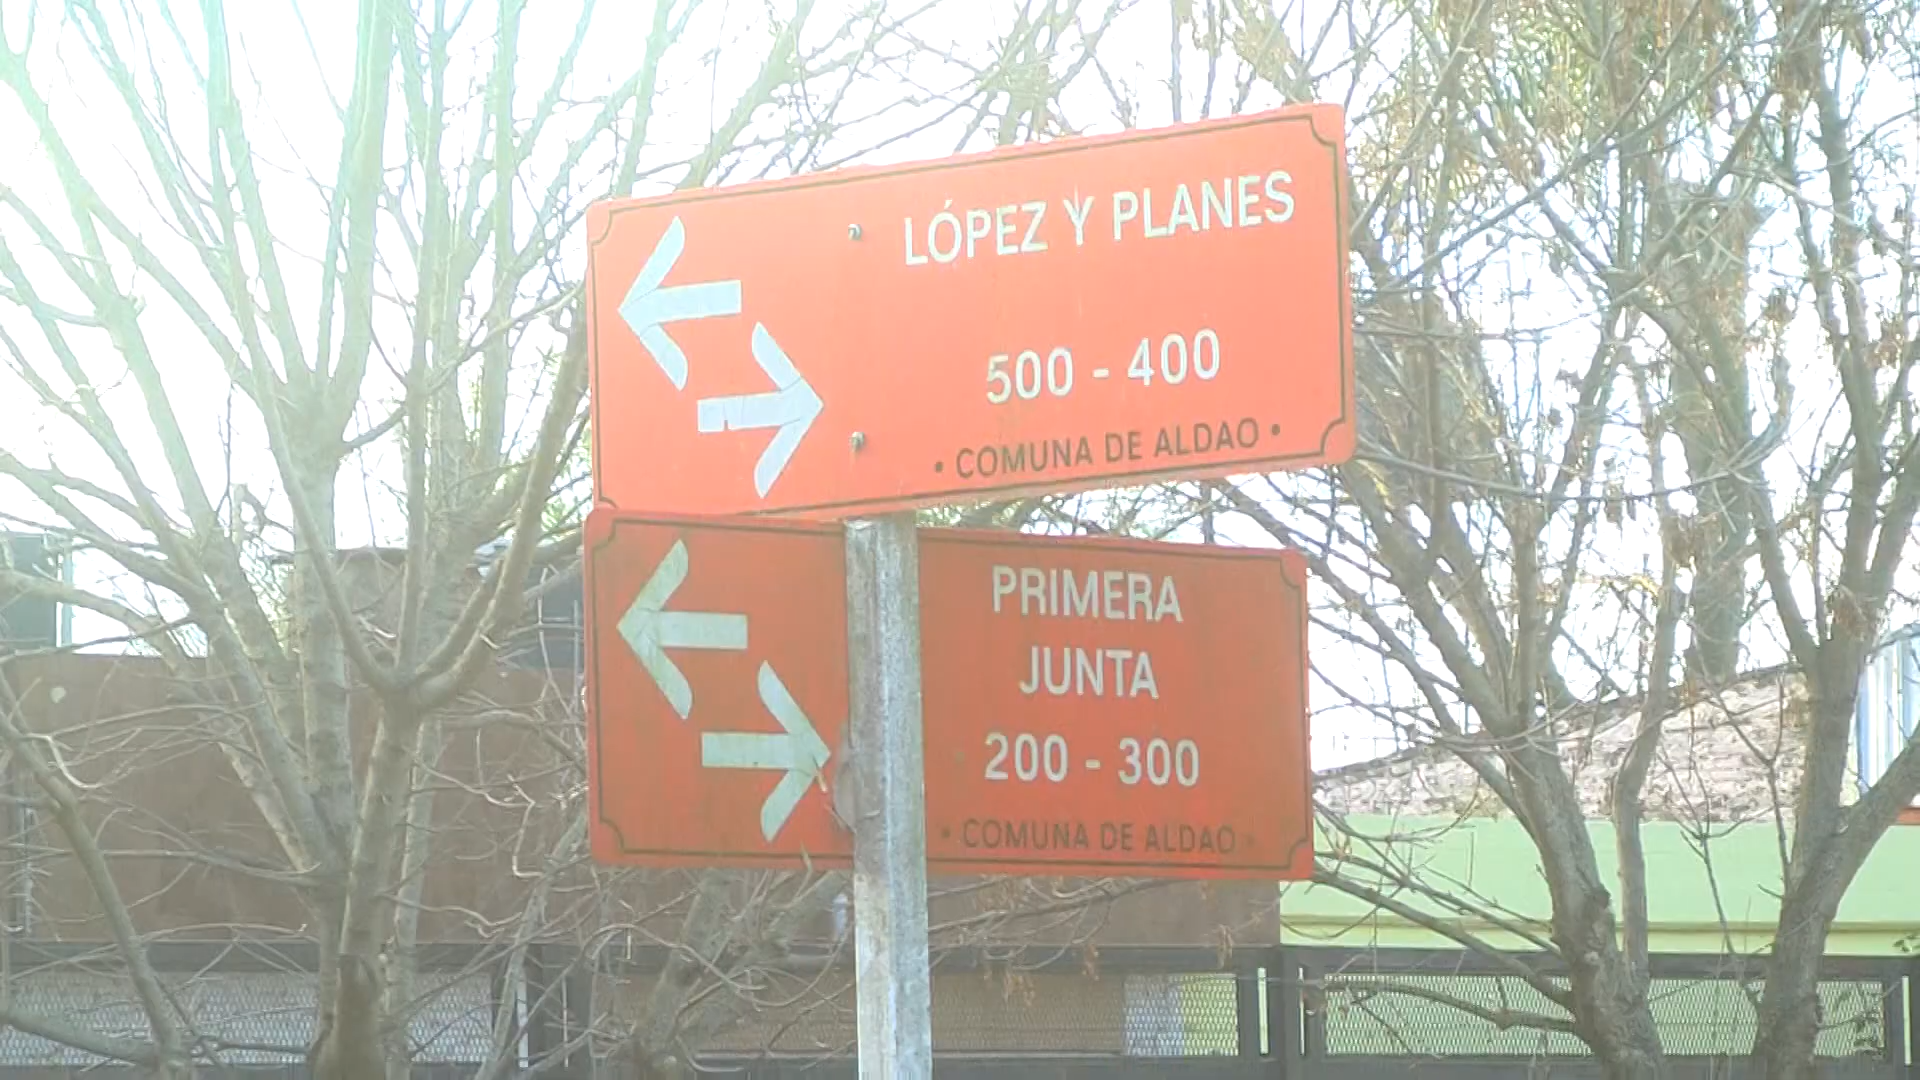 LÓPEZ Y PLANES
500 - 400
• COMUNA DE ALDAO •
PRIMERA
JUNTA
200 - 300
• COMUNA DE ALDAO •